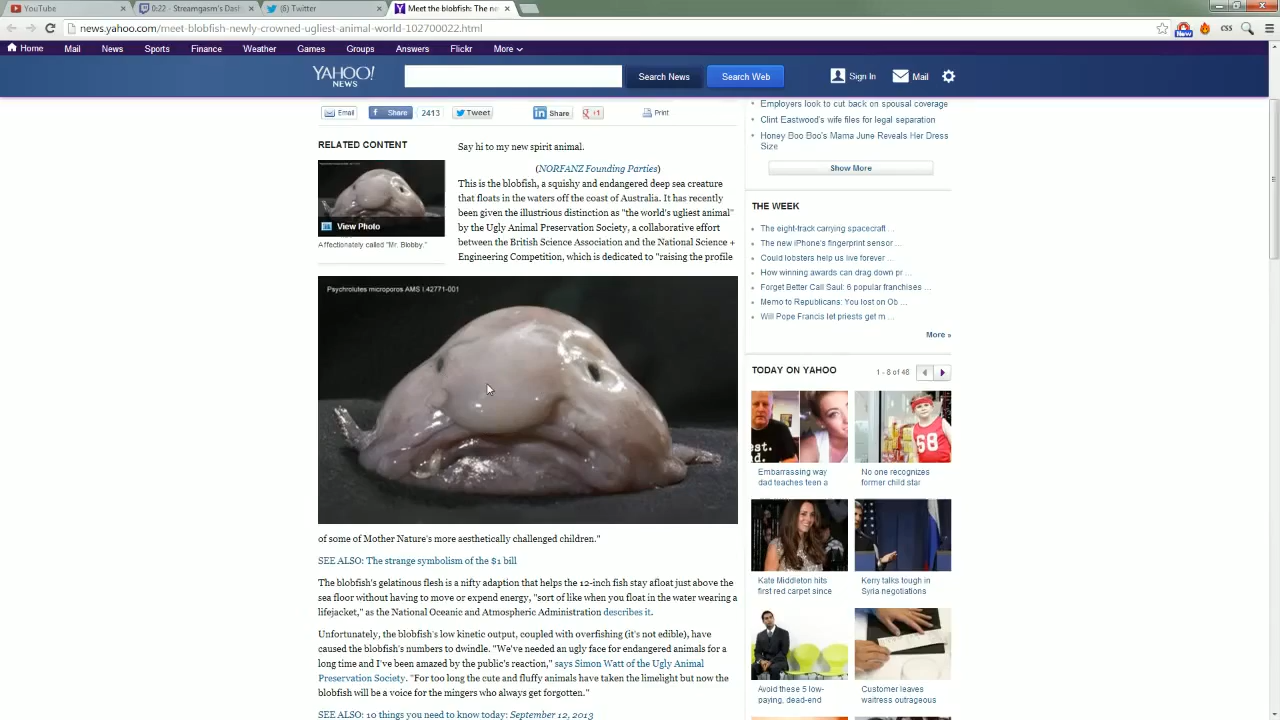 YouTube
0:22 - Streamgasm's Dash
(6) Twitter
Meet the blobfish: The ne
news.yahoo.com/meet-blobfish-newly-crowned-ugliest-animal-world-102700022.html
New
CSS
Home Mail News Sports Finance Weather Games Groups Answers Flickr More
YAHOO!
NEWS
Search News
Search Web
Sign In
Mail
Email
Share
2413
Tweet
in Share
+1
Print
RELATED CONTENT
View Photo
Affectionately called "Mr. Blobby."
Say hi to my new spirit animal.
(NORFANZ Founding Parties)
This is the blobfish, a squishy and endangered deep sea creature
that floats in the waters off the coast of Australia. It has recently
been given the illustrious distinction as "the world's ugliest animal"
by the Ugly Animal Preservation Society, a collaborative effort
between the British Science Association and the National Science +
Engineering Competition, which is dedicated to "raising the profile
Psychrolutes microporos AMS I.42771-001
of some of Mother Nature's more aesthetically challenged children."
SEE ALSO: The strange symbolism of the $1 bill
The blobfish's gelatinous flesh is a nifty adaption that helps the 12-inch fish stay afloat just above the
sea floor without having to move or expend energy, "sort of like when you float in the water wearing a
lifejacket," as the National Oceanic and Atmospheric Administration describes it.
Unfortunately, the blobfish's low kinetic output, coupled with overfishing (it's not edible), have
caused the blobfish's numbers to dwindle. "We've needed an ugly face for endangered animals for a
long time and I've been amazed by the public's reaction," says Simon Watt of the Ugly Animal
Preservation Society. "For too long the cute and fluffy animals have taken the limelight but now the
blobfish will be a voice for the mingers who always get forgotten."
SEE ALSO: 10 things you need to know today: September 12, 2013
Employers look to cut back on spousal coverage
Clint Eastwood's wife files for legal separation
Honey Boo Boo's Mama June Reveals Her Dress
Size
Show More
THE WEEK
The eight-track carrying spacecraft ...
The new iPhone's fingerprint sensor ...
Could lobsters help us live forever ...
How winning awards can drag down pr ...
Forget Better Call Saul: 6 popular franchises ...
Memo to Republicans: You lost on Ob ...
Will Pope Francis let priests get m ...
More »
TODAY ON YAHOO
1 - 8 of 48
est.
68
Embarrassing way
dad teaches teen a
No one recognizes
former child star
Kate Middleton hits
first red carpet since
Kerry talks tough in
Syria negotiations
Avoid these 5 low-
paying, dead-end
Customer leaves
waitress outrageous